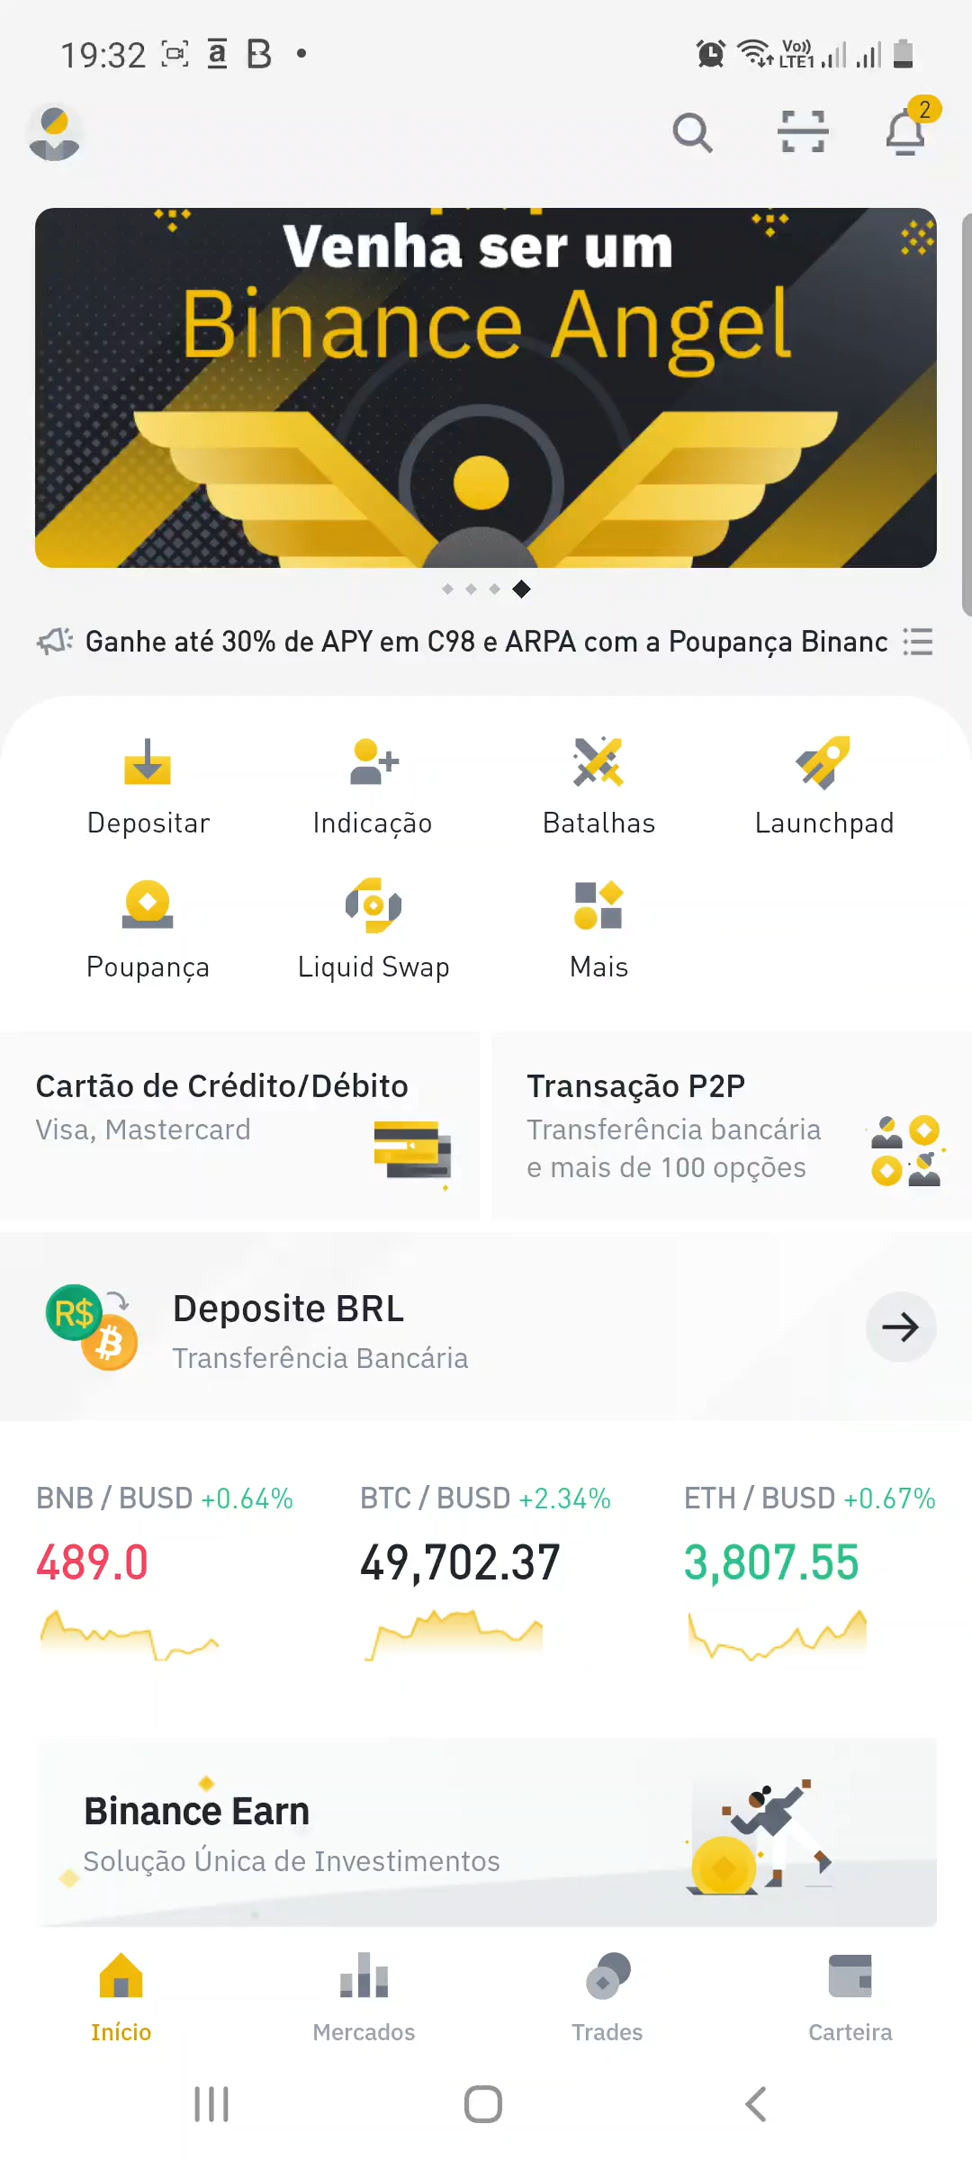 19:32
Vo))
LTE1
2
Venha ser um
Binance Angel
Ganhe até 30% de APY em C98 e ARPA com a Poupança Binanc
Depositar
Indicação
Batalhas
Launchpad
Poupança
Liquid Swap
Mais
Cartão de Crédito/Débito
Visa, Mastercard
Transação P2P
Transferência bancária
e mais de 100 opções
R$
Deposite BRL
Transferência Bancária
BNB / BUSD +0.64%
489.0
BTC / BUSD +2.34%
49,702.37
ETH / BUSD +0.67%
3,807.55
Binance Earn
Solução Única de Investimentos
Início
Mercados
Trades
Carteira